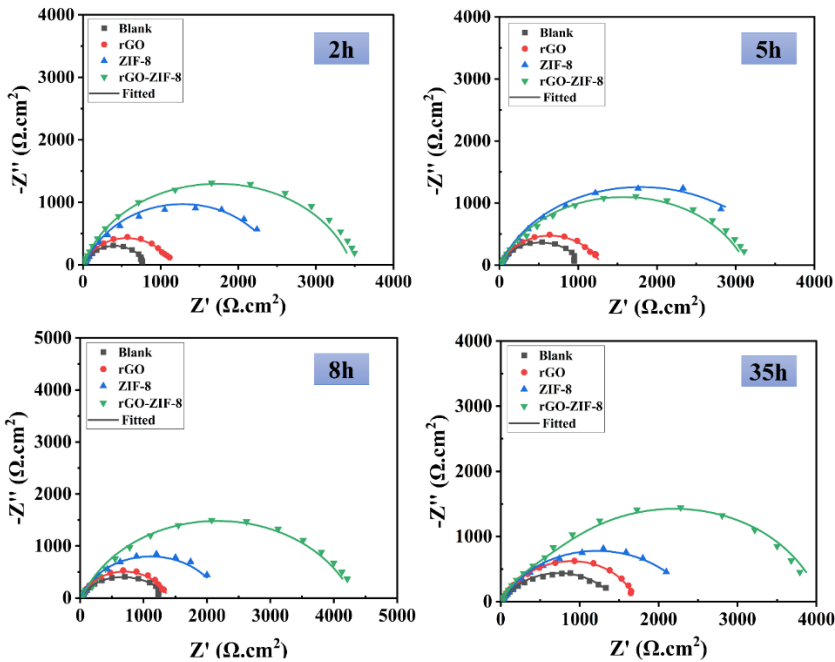 2h
Blank
rGO
ZIF-8
rGO-ZIF-8
Fitted
4000
3000
2000
1000
0
-Z'' (Ω.cm²)
0 1000 2000 3000 4000
Z' (Ω.cm²)
5h
Blank
rGO
ZIF-8
rGO-ZIF-8
Fitted
4000
3000
2000
1000
0
-Z'' (Ω.cm²)
0 1000 2000 3000 4000
Z' (Ω.cm²)
8h
Blank
rGO
ZIF-8
rGO-ZIF-8
Fitted
5000
4000
3000
2000
1000
0
-Z'' (Ω.cm²)
0 1000 2000 3000 4000 5000
Z' (Ω.cm²)
35h
Blank
rGO
ZIF-8
rGO-ZIF-8
Fitted
4000
3000
2000
1000
0
-Z'' (Ω.cm²)
0 1000 2000 3000 4000
Z' (Ω.cm²)